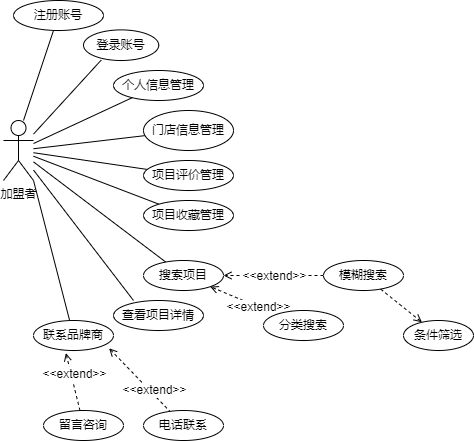 注册账号
登录账号
个人信息管理
门店信息管理
项目评价管理
加盟者
项目收藏管理
搜索项目
<<extend>>
模糊搜索
<<extend>>
查看项目详情
分类搜索
联系品牌商
条件筛选
<<extend>>
<<extend>>
留言咨询
电话联系